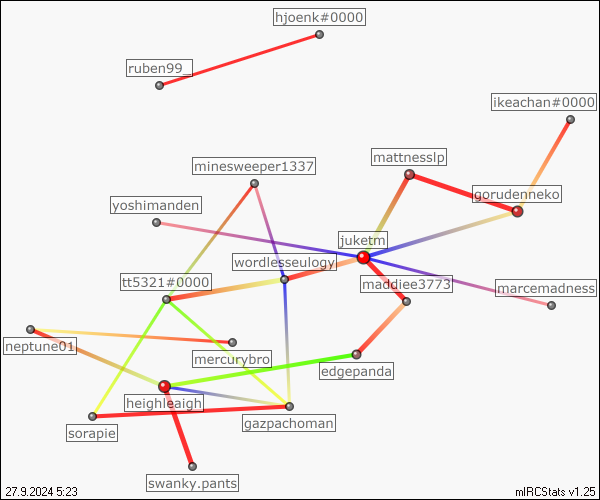 hjoenk#0000
ruben99_
ikeachan#0000
mattnesslp
minesweeper1337
gorudenneko
yoshimanden
juketm
wordlesseulogy
tt5321#0000
maddiee3773
marcemadness
neptune01
mercurybro
edgepanda
heighleaigh
gazpachoman
sorapie
swanky.pants
27.9.2024 5:23
mIRCStats v1.25